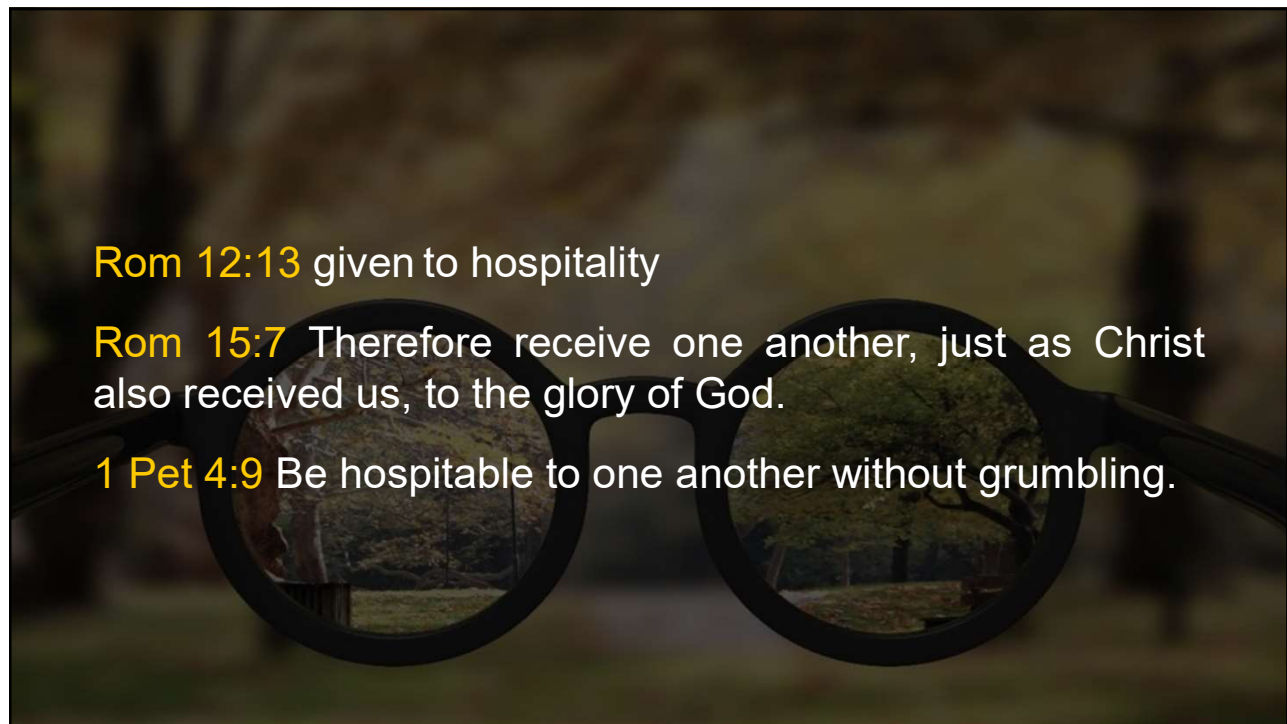 Rom 12:13 given to hospitality
Rom 15:7 Therefore receive one another, just as Christ
also received us, to the glory of God.
1 Pet 4:9 Be hospitable to one another without grumbling.